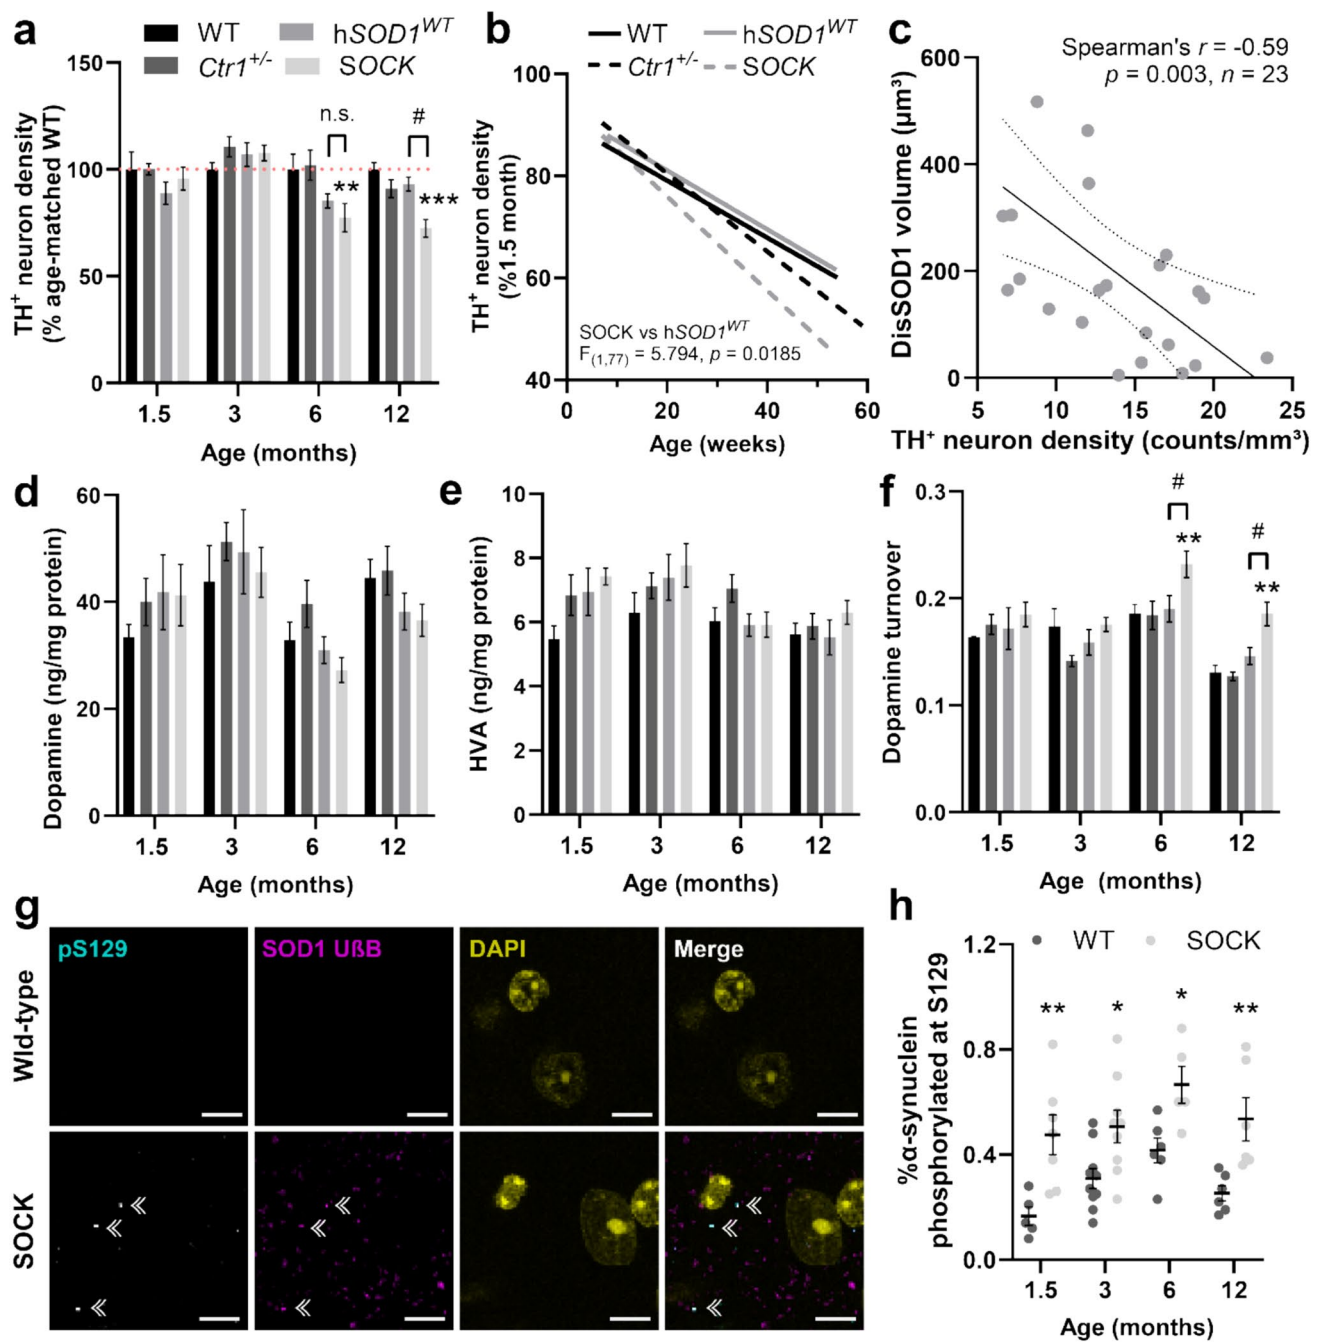 a
WT
hSOD1ᵂᵀ
Ctr1⁺/⁻
SOCK
TH⁺ neuron density
(% age-matched WT)
150
100
50
0
n.s.
#
**
***
1.5 3 6 12
Age (months)
b
WT
hSOD1ᵂᵀ
Ctr1⁺/⁻
SOCK
TH⁺ neuron density
(%1.5 month)
100
80
60
40
SOCK vs hSOD1ᵂᵀ
F(1,77) = 5.794, p = 0.0185
0 20 40 60
Age (weeks)
c
Spearman's r = -0.59
p = 0.003, n = 23
DisSOD1 volume (µm³)
600
400
200
0
5 10 15 20 25
TH⁺ neuron density (counts/mm³)
d
Dopamine (ng/mg protein)
60
40
20
0
1.5 3 6 12
Age (months)
e
HVA (ng/mg protein)
10
8
6
4
2
0
1.5 3 6 12
Age (months)
f
Dopamine turnover
0.3
0.2
0.1
0.0
#
**
#
**
1.5 3 6 12
Age (months)
g
pS129
SOD1 UßB
DAPI
Merge
Wld-type
SOCK
h
WT
SOCK
%α-synuclein
phosphorylated at S129
1.2
0.8
0.4
0.0
** * * **
1.5 3 6 12
Age (months)